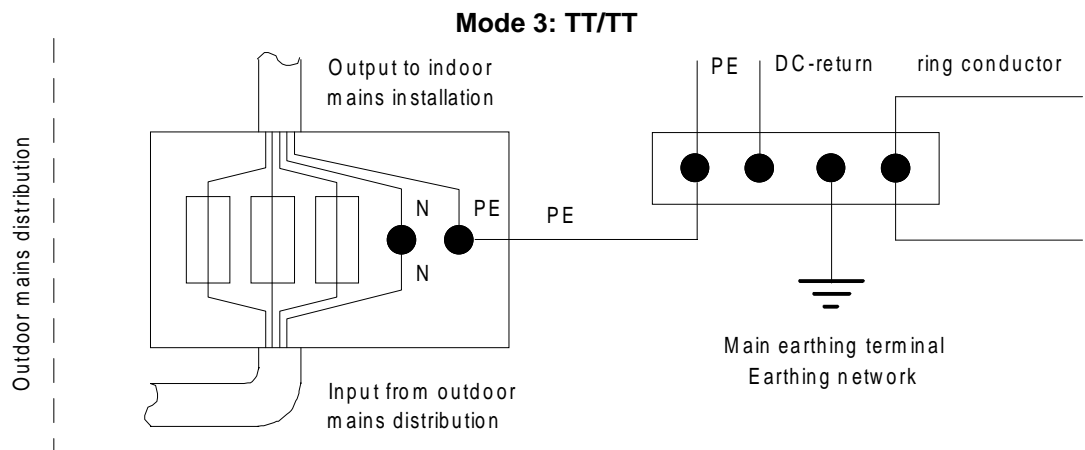 Mode 3: TT/TT
Outdoor mains distribution
Output to indoor
mains installation
PE
DC-return
ring conductor
N
PE
PE
N
Main earthing terminal
Earthing network
Input from outdoor
mains distribution